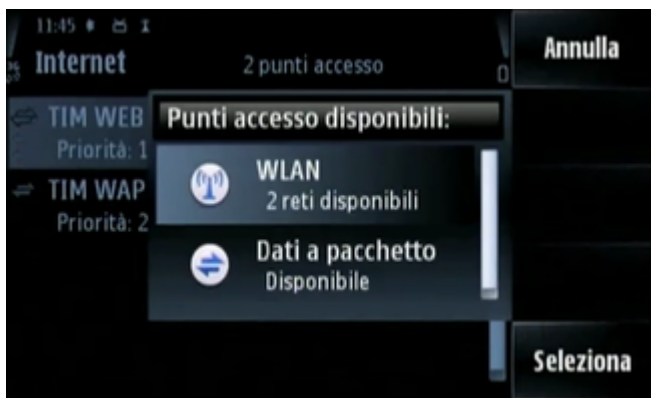 11:45
Internet
2 punti accesso
Annulla
TIM WEB
Priorità: 1
TIM WAP
Priorità: 2
Punti accesso disponibili:
WLAN
2 reti disponibili
Dati a pacchetto
Disponibile
Seleziona